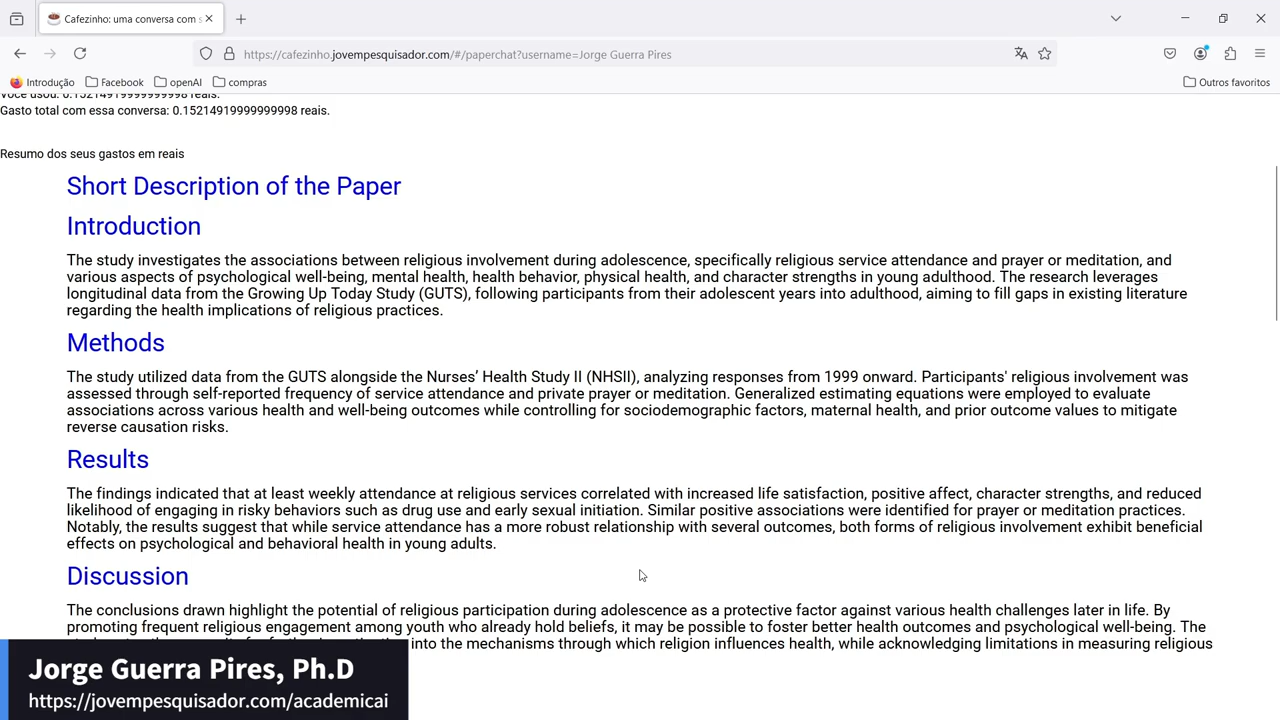 Cafezinho: uma conversa com s
https://cafezinho.jovempesquisador.com/#/paperchat?username=Jorge Guerra Pires
Introdução Facebook openAI compras Outros favoritos
Você usou: 0.15214919999999998 reais.
Gasto total com essa conversa: 0.15214919999999998 reais.
Resumo dos seus gastos em reais
Short Description of the Paper
Introduction
The study investigates the associations between religious involvement during adolescence, specifically religious service attendance and prayer or meditation, and
various aspects of psychological well-being, mental health, health behavior, physical health, and character strengths in young adulthood. The research leverages
longitudinal data from the Growing Up Today Study (GUTS), following participants from their adolescent years into adulthood, aiming to fill gaps in existing literature
regarding the health implications of religious practices.
Methods
The study utilized data from the GUTS alongside the Nurses’ Health Study II (NHSII), analyzing responses from 1999 onward. Participants' religious involvement was
assessed through self-reported frequency of service attendance and private prayer or meditation. Generalized estimating equations were employed to evaluate
associations across various health and well-being outcomes while controlling for sociodemographic factors, maternal health, and prior outcome values to mitigate
reverse causation risks.
Results
The findings indicated that at least weekly attendance at religious services correlated with increased life satisfaction, positive affect, character strengths, and reduced
likelihood of engaging in risky behaviors such as drug use and early sexual initiation. Similar positive associations were identified for prayer or meditation practices.
Notably, the results suggest that while service attendance has a more robust relationship with several outcomes, both forms of religious involvement exhibit beneficial
effects on psychological and behavioral health in young adults.
Discussion
The conclusions drawn highlight the potential of religious participation during adolescence as a protective factor against various health challenges later in life. By
promoting frequent religious engagement among youth who already hold beliefs, it may be possible to foster better health outcomes and psychological well-being. The
into the mechanisms through which religion influences health, while acknowledging limitations in measuring religious
Jorge Guerra Pires, Ph.D
https://jovempesquisador.com/academicai